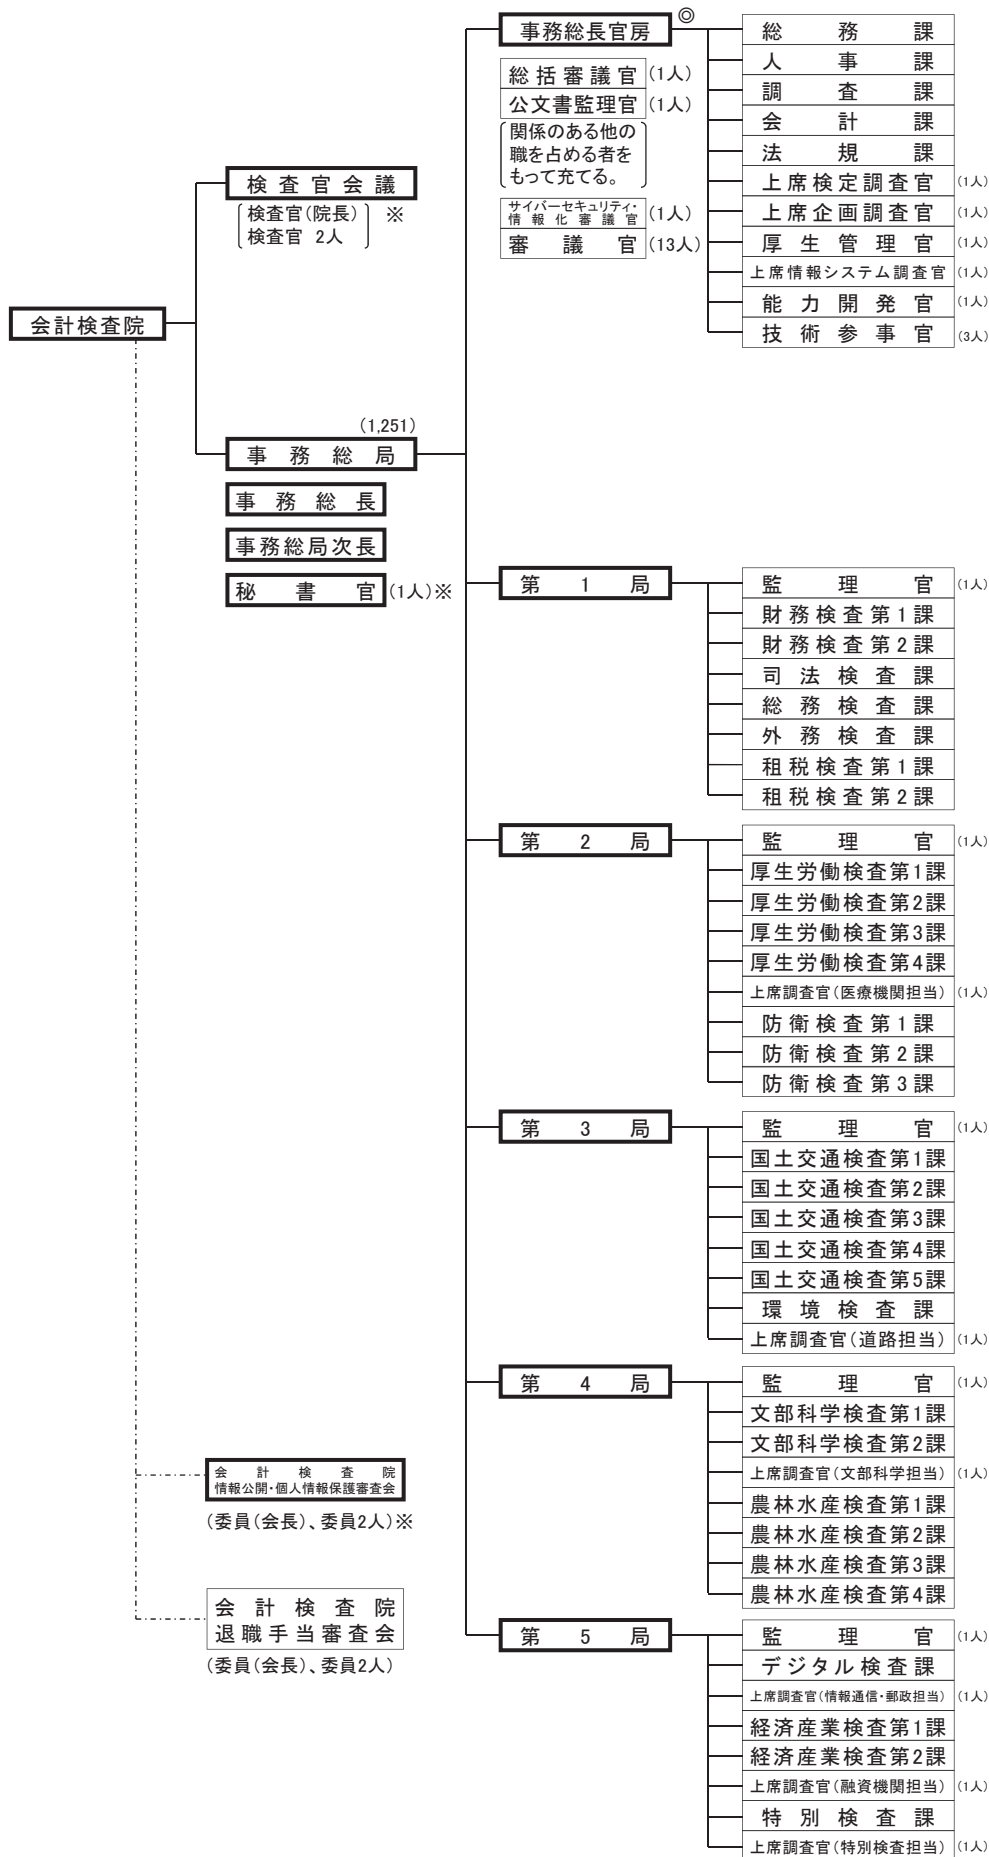 会計検査院
検査官会議
検査官(院長) ※
検査官 2人
(1,251)
事務総局
事務総長
事務総局次長
秘書官 (1人)※
会計検査院
情報公開・個人情報保護審査会
(委員(会長)、委員2人)※
会計検査院
退職手当審査会
(委員(会長)、委員2人)
事務総長官房 ◎
総括審議官 (1人)
公文書監理官 (1人)
関係のある他の
職を占める者を
もって充てる。
サイバーセキュリティ・
情報化審議官 (1人)
審議官 (13人)
総務課
人事課
調査課
会計課
法規課
上席検定調査官 (1人)
上席企画調査官 (1人)
厚生管理官 (1人)
上席情報システム調査官 (1人)
能力開発官 (1人)
技術参事官 (3人)
第1局
監理官 (1人)
財務検査第1課
財務検査第2課
司法検査課
総務検査課
外務検査課
租税検査第1課
租税検査第2課
第2局
監理官 (1人)
厚生労働検査第1課
厚生労働検査第2課
厚生労働検査第3課
厚生労働検査第4課
上席調査官(医療機関担当) (1人)
防衛検査第1課
防衛検査第2課
防衛検査第3課
第3局
監理官 (1人)
国土交通検査第1課
国土交通検査第2課
国土交通検査第3課
国土交通検査第4課
国土交通検査第5課
環境検査課
上席調査官(道路担当) (1人)
第4局
監理官 (1人)
文部科学検査第1課
文部科学検査第2課
上席調査官(文部科学担当) (1人)
農林水産検査第1課
農林水産検査第2課
農林水産検査第3課
農林水産検査第4課
第5局
監理官 (1人)
デジタル検査課
上席調査官(情報通信・郵政担当) (1人)
経済産業検査第1課
経済産業検査第2課
上席調査官(融資機関担当) (1人)
特別検査課
上席調査官(特別検査担当) (1人)